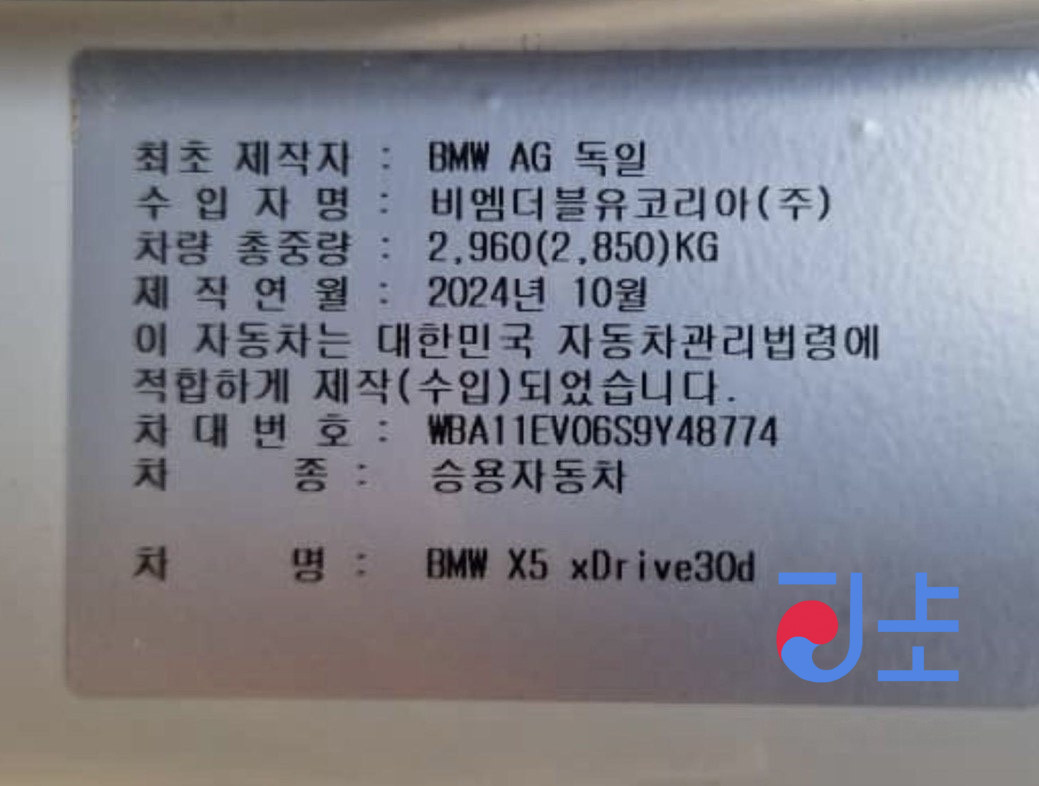 최초 제작자 : BMW AG 독일
수 입 자 명 : 비엠더블유코리아(주)
차량 총중량 : 2,960(2,850)KG
제 작 연 월 : 2024년 10월
이 자동차는 대한민국 자동차관리법령에
적합하게 제작(수입)되었습니다.
차 대 번 호 : WBA11EV06S9Y48774
차 종 : 승용자동차
차 명 : BMW X5 xDrive30d